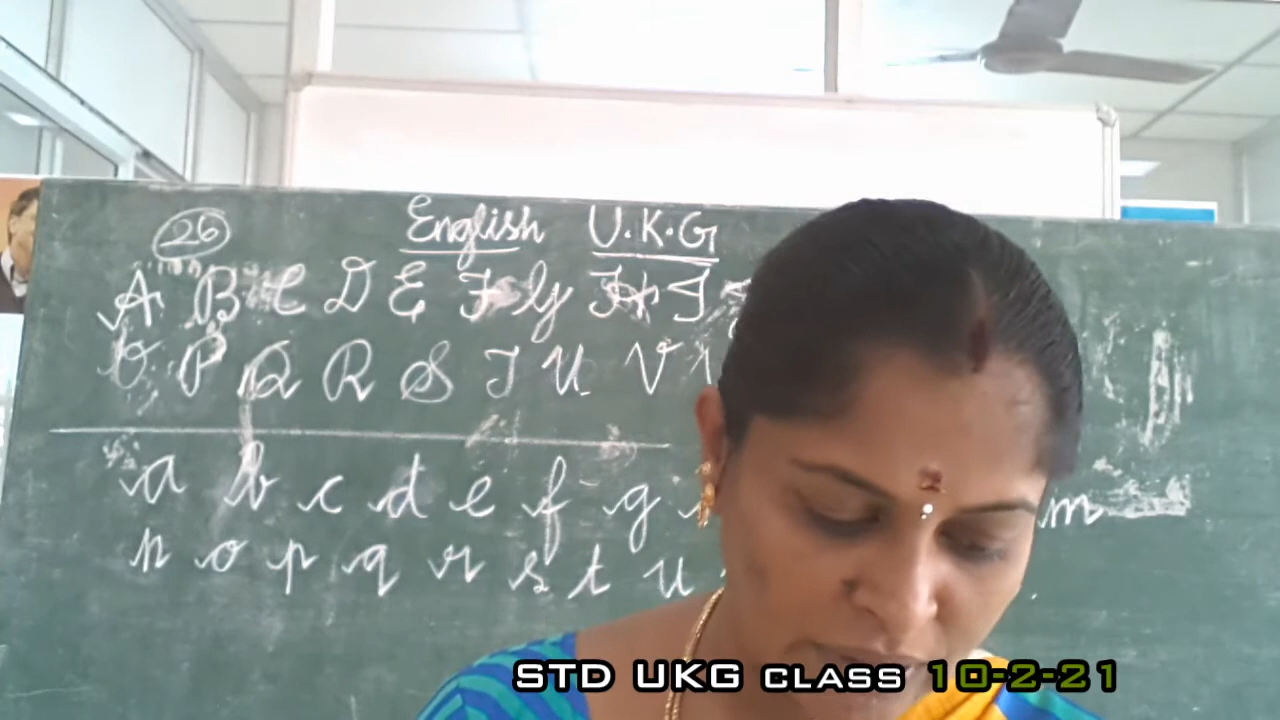 26 English U.K.G
A B C D E F G H I
O P Q R S T U V
a b c d e f g m
n o p q r s t u
STD UKG CLASS 10-2-21